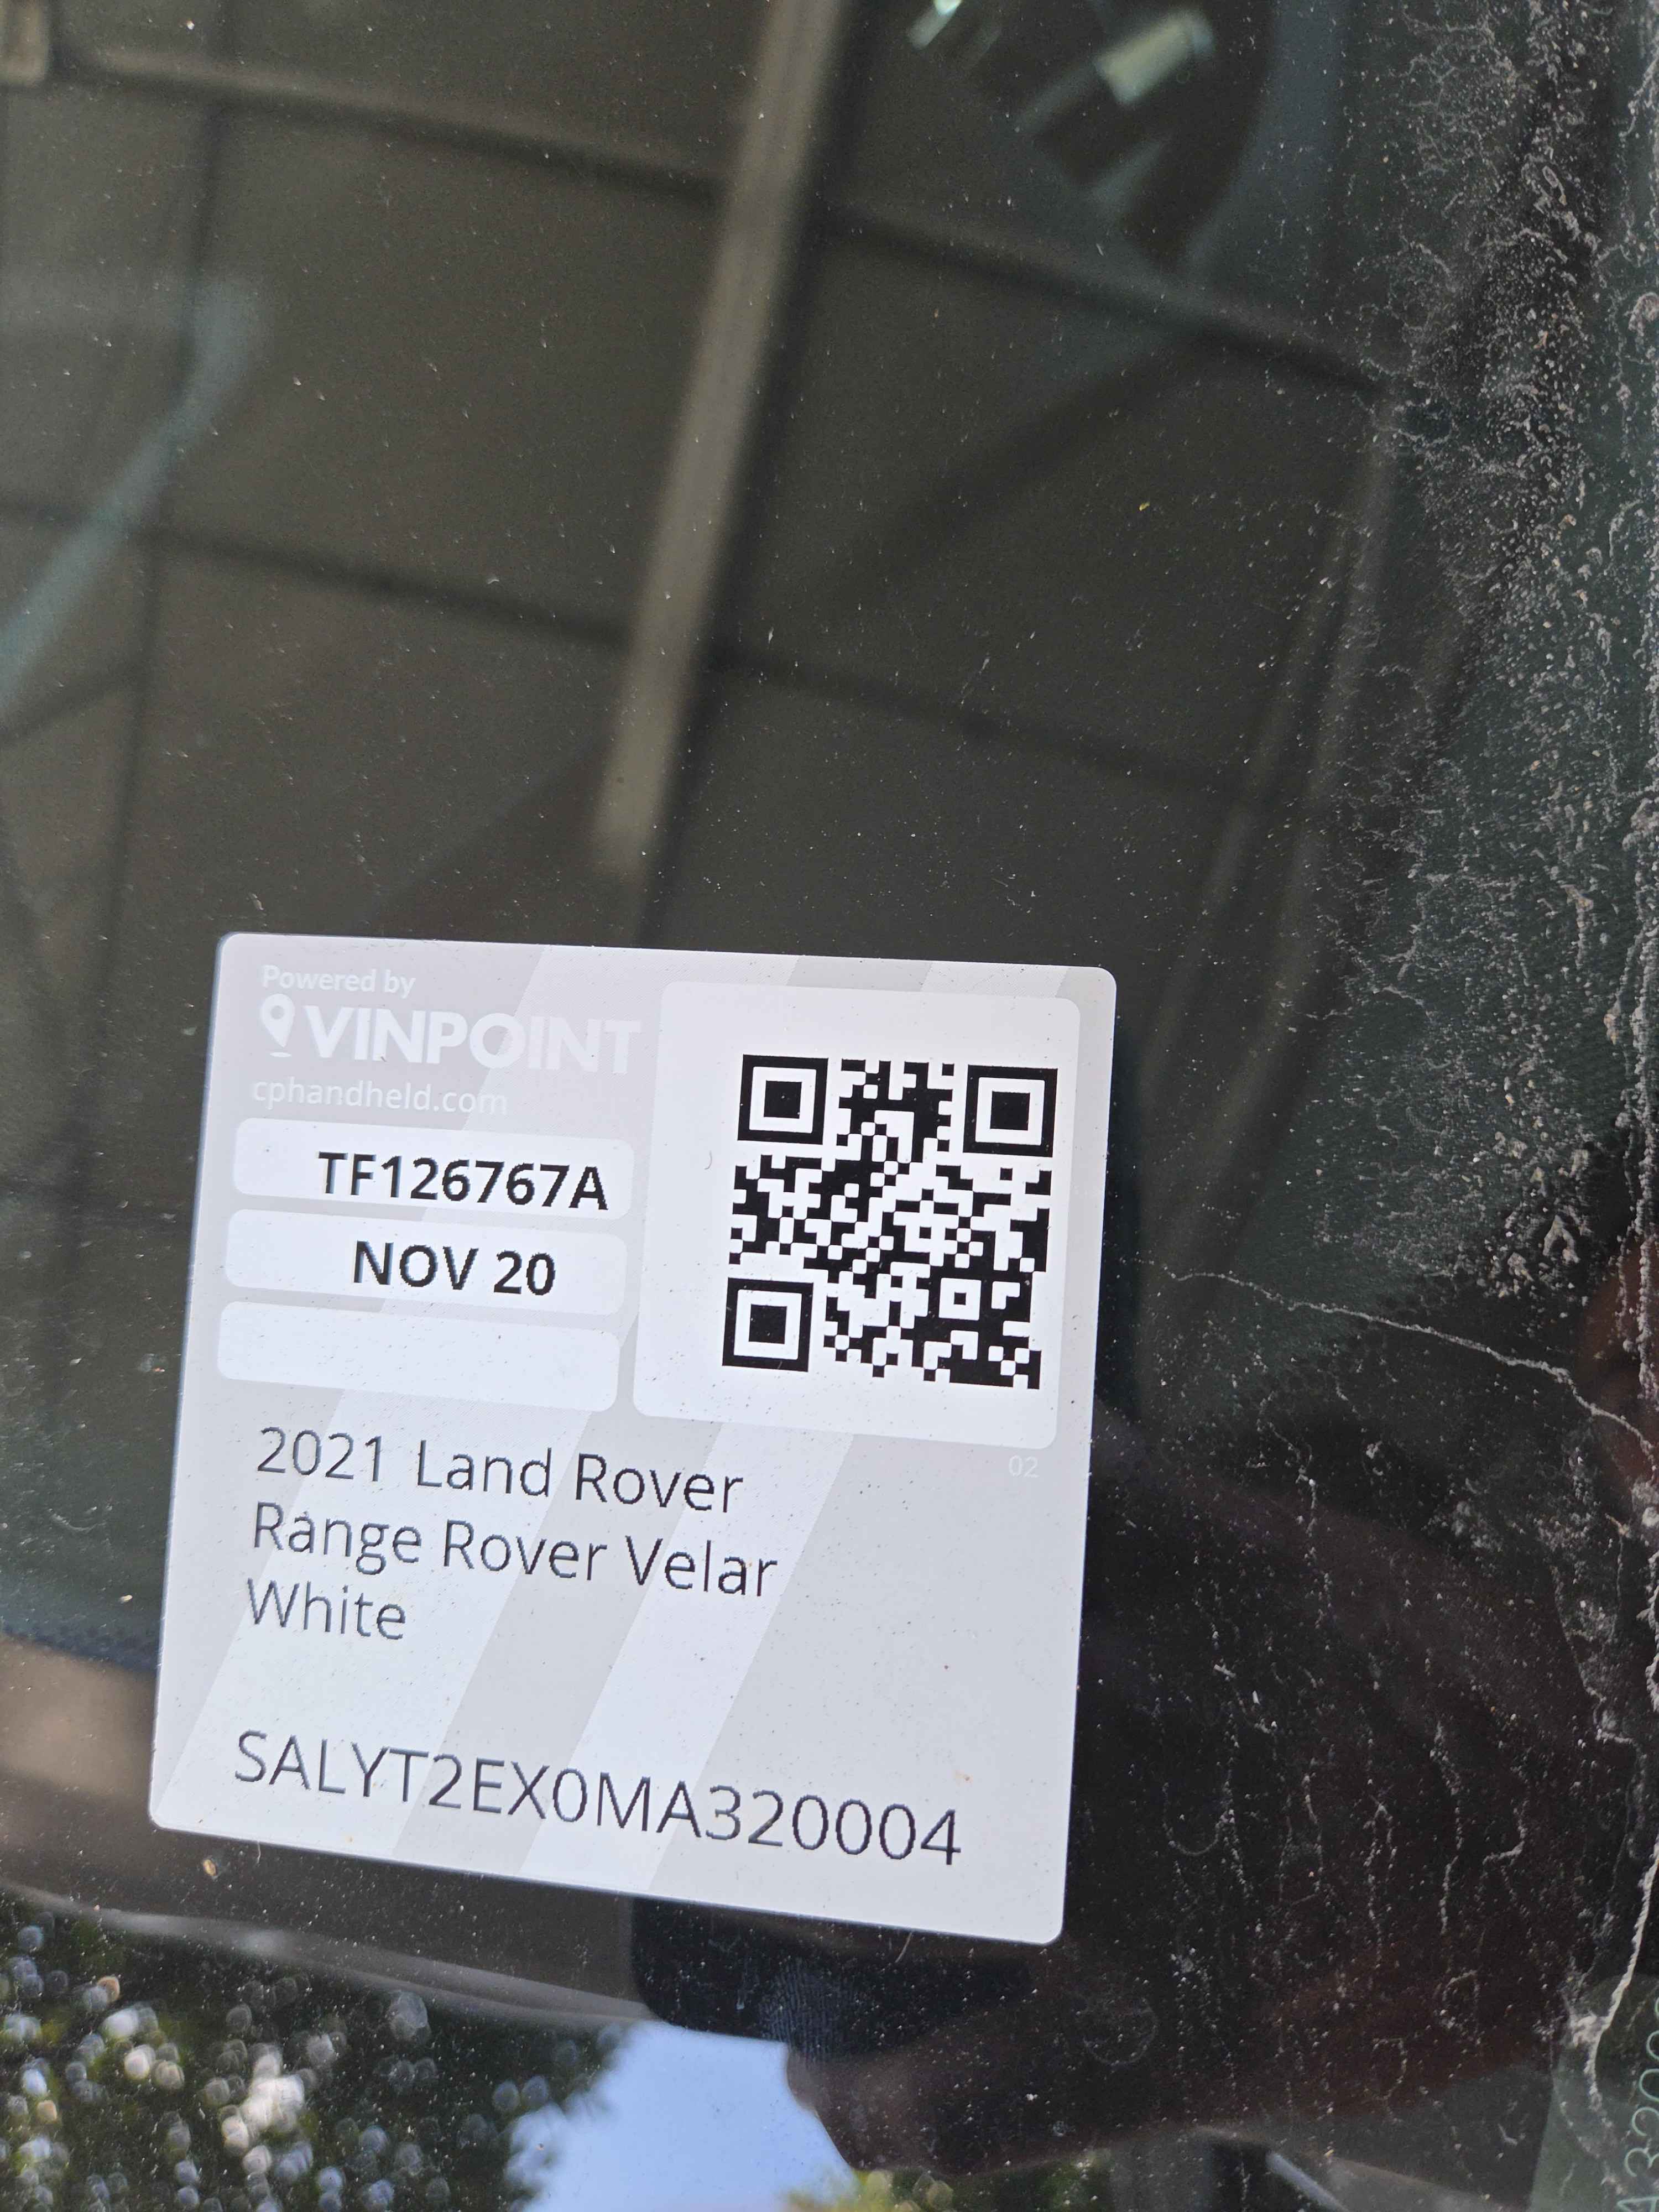 Powered by
VINPOINT
cphandheld.com
TF126767A
NOV 20
02
2021 Land Rover
Range Rover Velar
White
SALYT2EX0MA320004